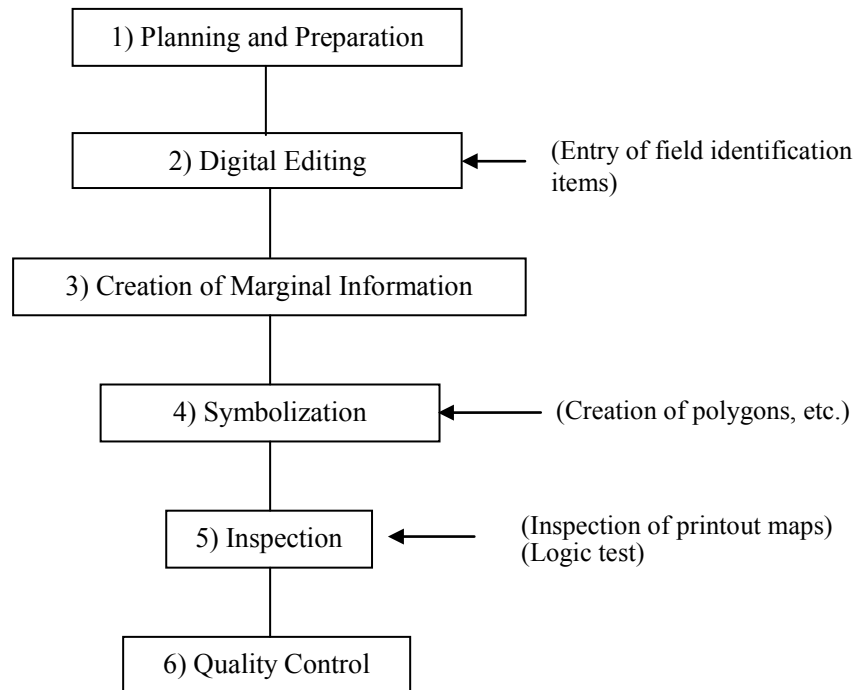 1) Planning and Preparation
2) Digital Editing
(Entry of field identification
items)
3) Creation of Marginal Information
4) Symbolization
(Creation of polygons, etc.)
5) Inspection
(Inspection of printout maps)
(Logic test)
6) Quality Control